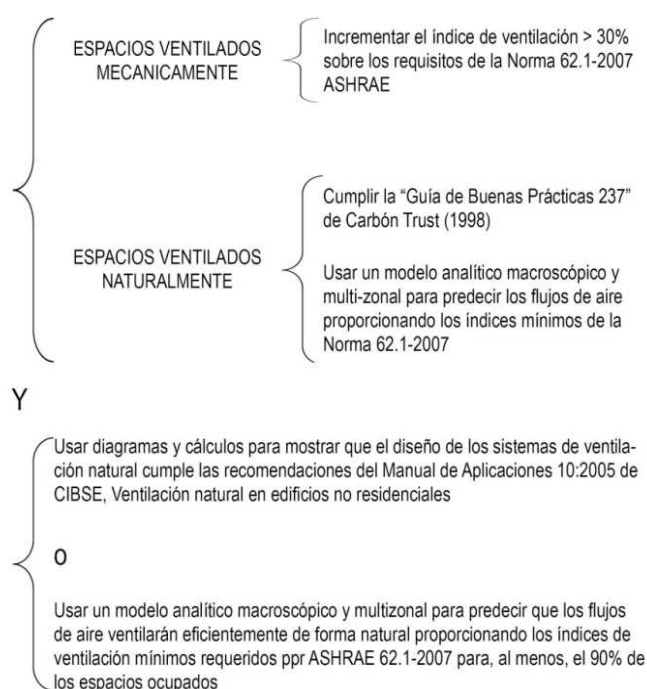 ESPACIOS VENTILADOS
MECANICAMENTE
Incrementar el índice de ventilación > 30%
sobre los requisitos de la Norma 62.1-2007
ASHRAE
ESPACIOS VENTILADOS
NATURALMENTE
Cumplir la “Guía de Buenas Prácticas 237”
de Carbón Trust (1998)
Usar un modelo analítico macroscópico y
multi-zonal para predecir los flujos de aire
proporcionando los índices mínimos de la
Norma 62.1-2007
Y
Usar diagramas y cálculos para mostrar que el diseño de los sistemas de ventila-
ción natural cumple las recomendaciones del Manual de Aplicaciones 10:2005 de
CIBSE, Ventilación natural en edificios no residenciales
O
Usar un modelo analítico macroscópico y multizonal para predecir que los flujos
de aire ventilarán eficientemente de forma natural proporcionando los índices de
ventilación mínimos requeridos ppr ASHRAE 62.1-2007 para, al menos, el 90% de
los espacios ocupados